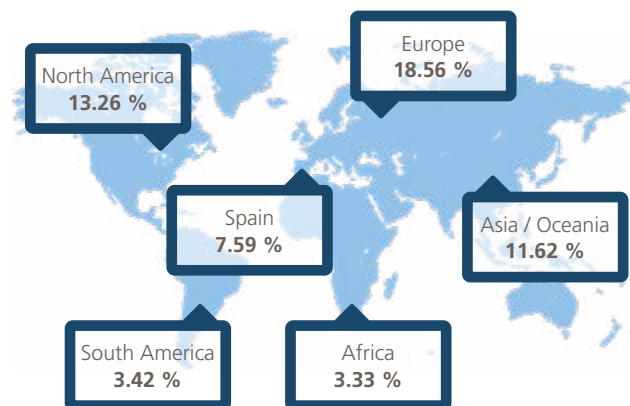 Europe
18.56 %
North America
13.26 %
Spain
7.59 %
Asia / Oceania
11.62 %
South America
3.42 %
Africa
3.33 %